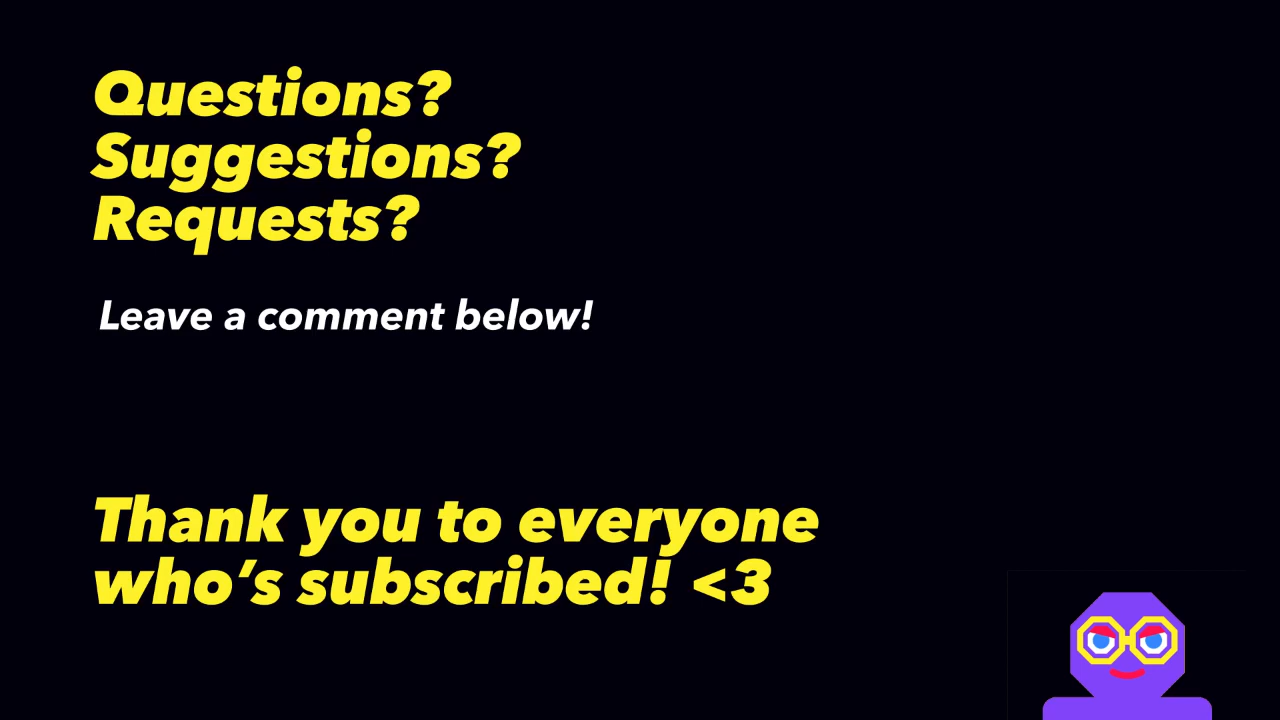 Questions?
Suggestions?
Requests?
Leave a comment below!
Thank you to everyone
who’s subscribed! <3